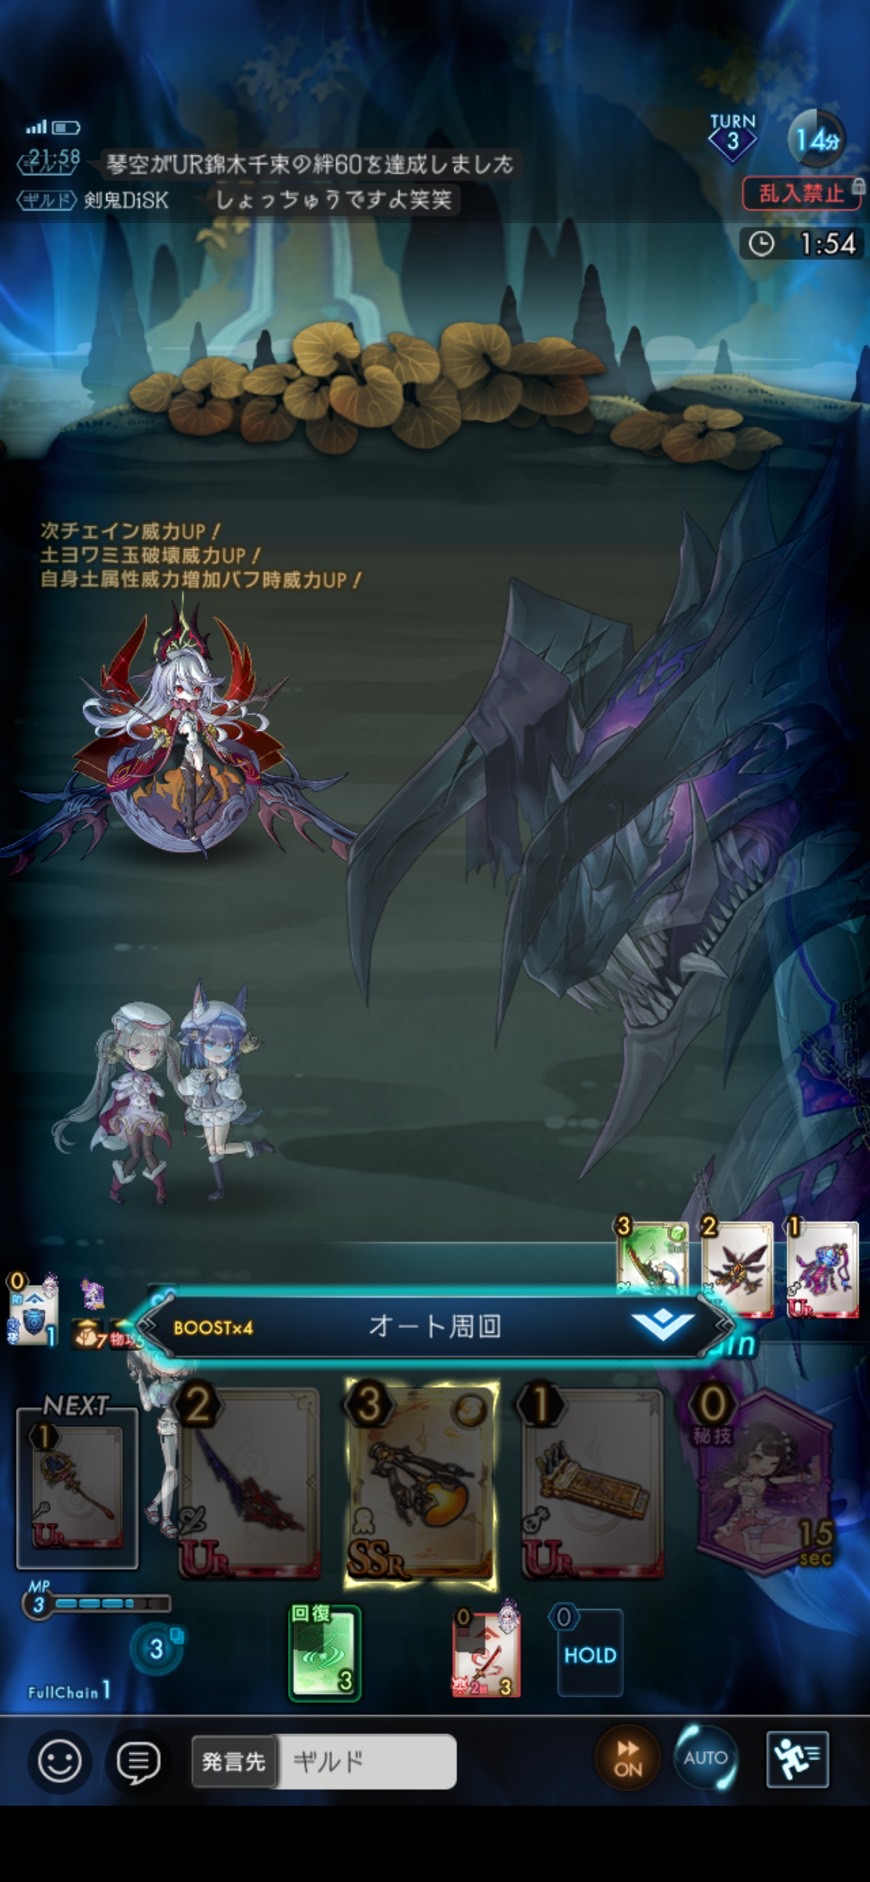 TURN
3
14分
21:58
琴空がUR錦木千束の絆60を達成しました
ギルド 剣鬼DiSK しょっちゅうですよ笑笑
乱入禁止
1:54
次チェイン威力UP!
土ヨワミ玉破壊威力UP!
自身土属性威力増加バフ時威力UP!
3 2 1
UR
0
1
7 物攻
BOOST×4 オート周回
NEXT
1
UR
2
UR
3
SSR
1
UR
0
秘技
15
sec
MP
3
3
回復
3
0
3
0
HOLD
FullChain 1
発言先 ギルド
ON
AUTO